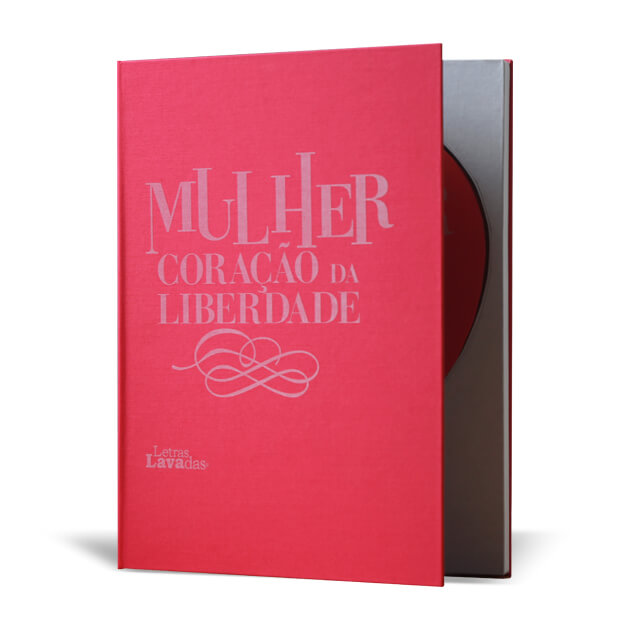 MULHER
CORAÇÃO DA
LIBERDADE
Letras
LAVAdas